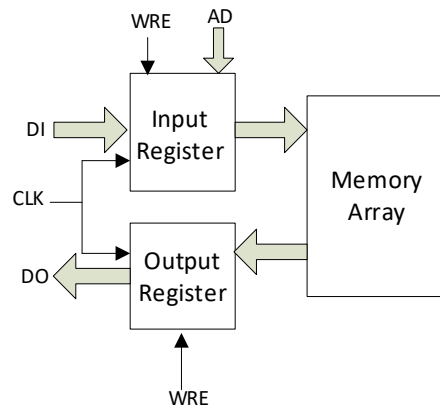 WRE
AD
DI
Input
Register
CLK
Memory
Array
DO
Output
Register
WRE